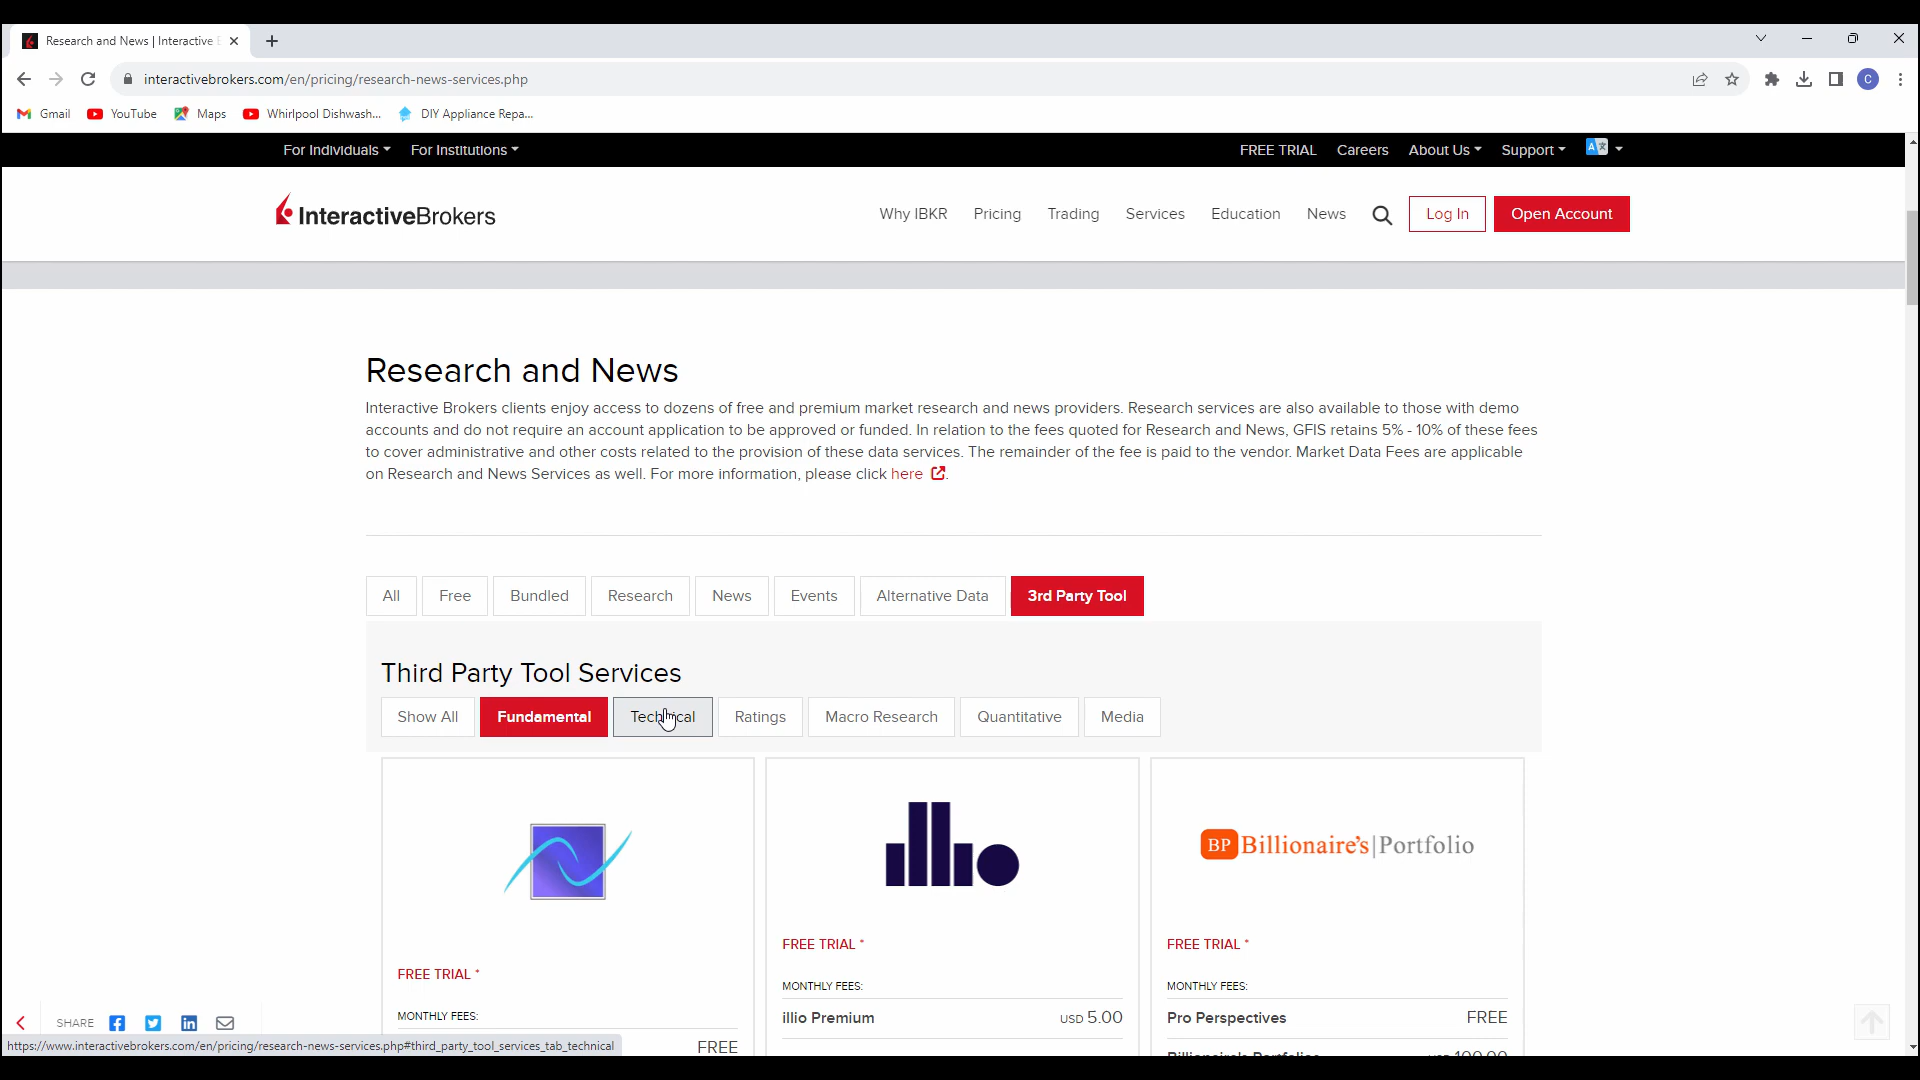 Research and News | Interactive
interactivebrokers.com/en/pricing/research-news-services.php
C
Gmail YouTube Maps Whirlpool Dishwash... DIY Appliance Repa...
For Individuals For Institutions FREE TRIAL Careers About Us Support
InteractiveBrokers Why IBKR Pricing Trading Services Education News Log In Open Account
Research and News
Interactive Brokers clients enjoy access to dozens of free and premium market research and news providers. Research services are also available to those with demo
accounts and do not require an account application to be approved or funded. In relation to the fees quoted for Research and News, GFIS retains 5% - 10% of these fees
to cover administrative and other costs related to the provision of these data services. The remainder of the fee is paid to the vendor. Market Data Fees are applicable
on Research and News Services as well. For more information, please click here .
All Free Bundled Research News Events Alternative Data 3rd Party Tool
Third Party Tool Services
Show All Fundamental Technical Ratings Macro Research Quantitative Media
illio BP Billionaire's|Portfolio
FREE TRIAL * FREE TRIAL *
FREE TRIAL *
MONTHLY FEES: MONTHLY FEES:
MONTHLY FEES:
illio Premium USD 5.00 Pro Perspectives FREE
SHARE
https://www.interactivebrokers.com/en/pricing/research-news-services.php#third_party_tool_services_tab_technical FREE